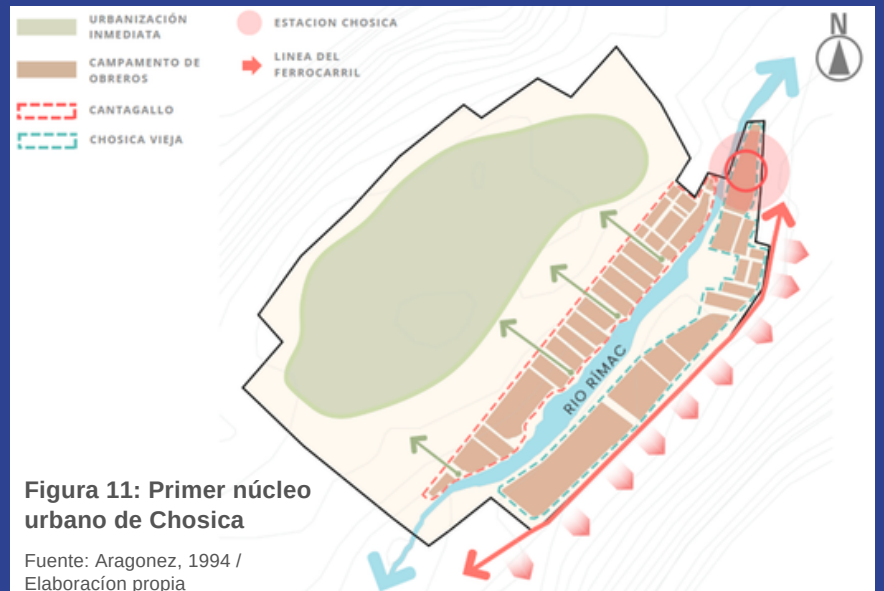 URBANIZACIÓN
INMEDIATA
CAMPAMENTO DE
OBREROS
CANTAGALLO
CHOSICA VIEJA
ESTACION CHOSICA
LINEA DEL
FERROCARRIL
N
RIO RÍMAC
Figura 11: Primer núcleo
urbano de Chosica
Fuente: Aragonez, 1994 /
Elaboracíon propia